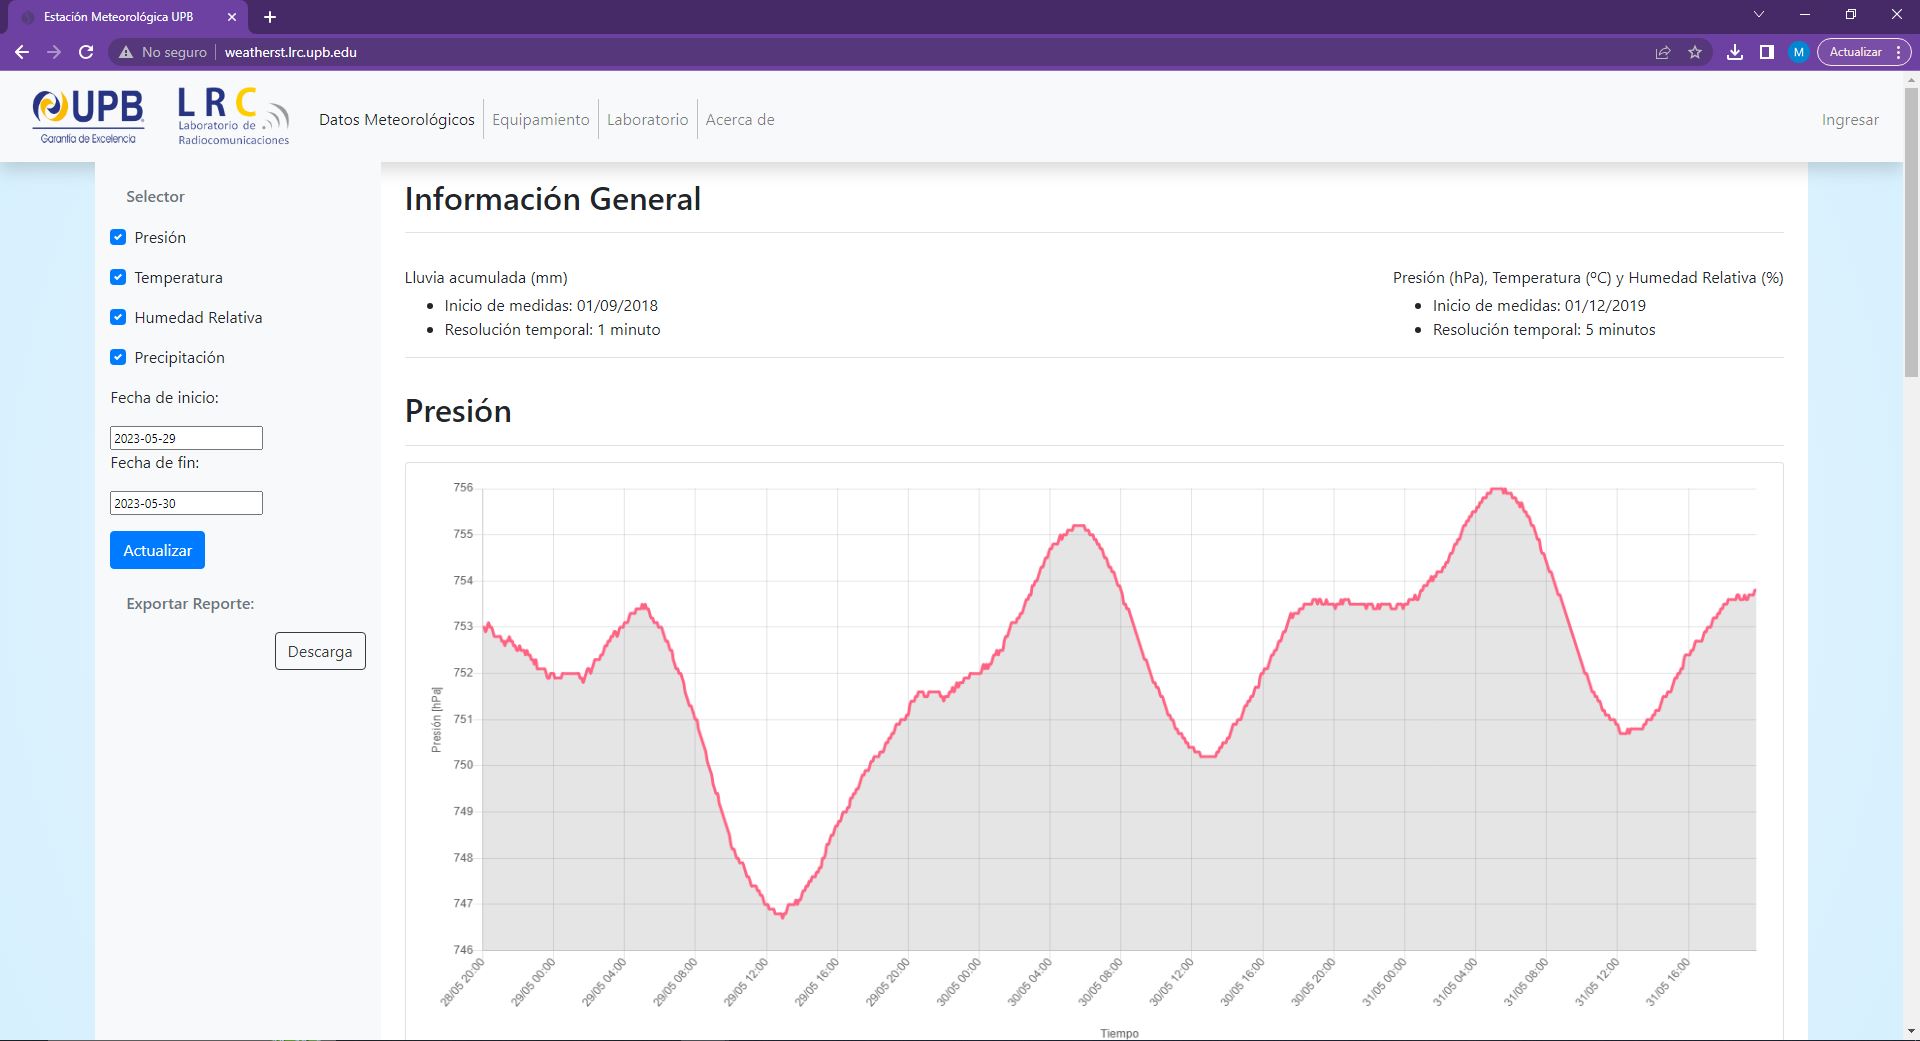 Estación Meteorológica UPB
No seguro
weatherst.lrc.upb.edu
M
Actualizar
UPB
Garantía de Excelencia
LRC
Laboratorio de
Radiocomunicaciones
Datos Meteorológicos
Equipamiento
Laboratorio
Acerca de
Ingresar
Selector
Presión
Temperatura
Humedad Relativa
Precipitación
Fecha de inicio:
2023-05-29
Fecha de fin:
2023-05-30
Actualizar
Exportar Reporte:
Descarga
Información General
Lluvia acumulada (mm)
Inicio de medidas: 01/09/2018
Resolución temporal: 1 minuto
Presión (hPa), Temperatura (ºC) y Humedad Relativa (%)
Inicio de medidas: 01/12/2019
Resolución temporal: 5 minutos
Presión
756
755
754
753
752
751
750
749
748
747
746
Presión [hPa]
28/05 20:00
29/05 00:00
29/05 04:00
29/05 08:00
29/05 12:00
29/05 16:00
29/05 20:00
30/05 00:00
30/05 04:00
30/05 08:00
30/05 12:00
30/05 16:00
30/05 20:00
31/05 00:00
31/05 04:00
31/05 08:00
31/05 12:00
31/05 16:00
Tiempo